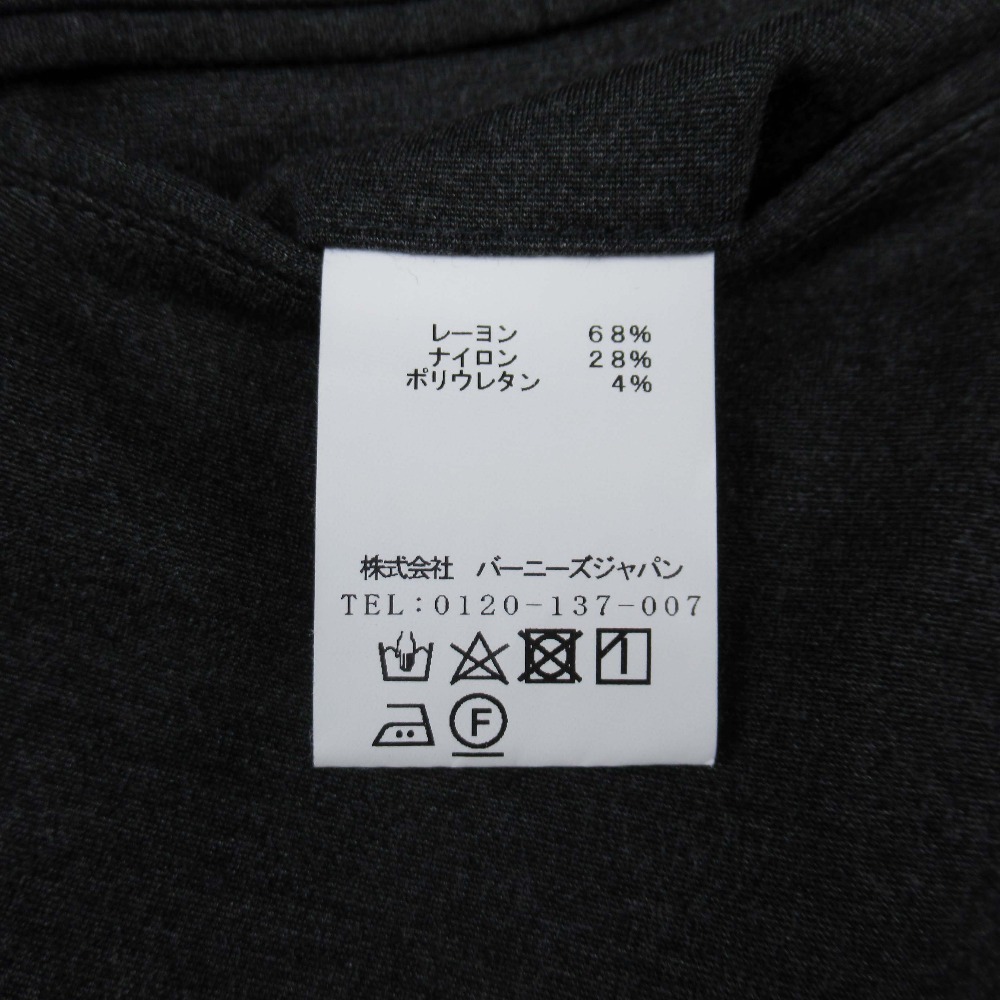 レーヨン 68%
ナイロン 28%
ポリウレタン 4%
株式会社 バーニーズジャパン
TEL:0120-137-007
F